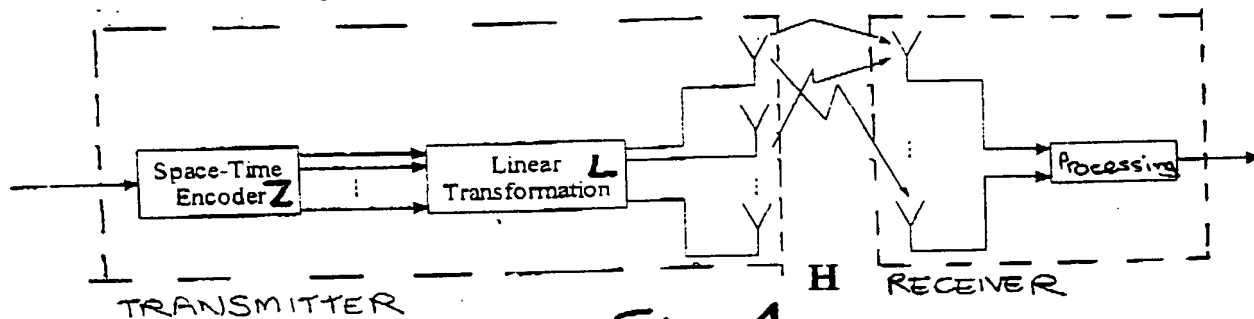 Space-Time
Encoder Z
Linear L
Transformation
Processing
H
TRANSMITTER
RECEIVER